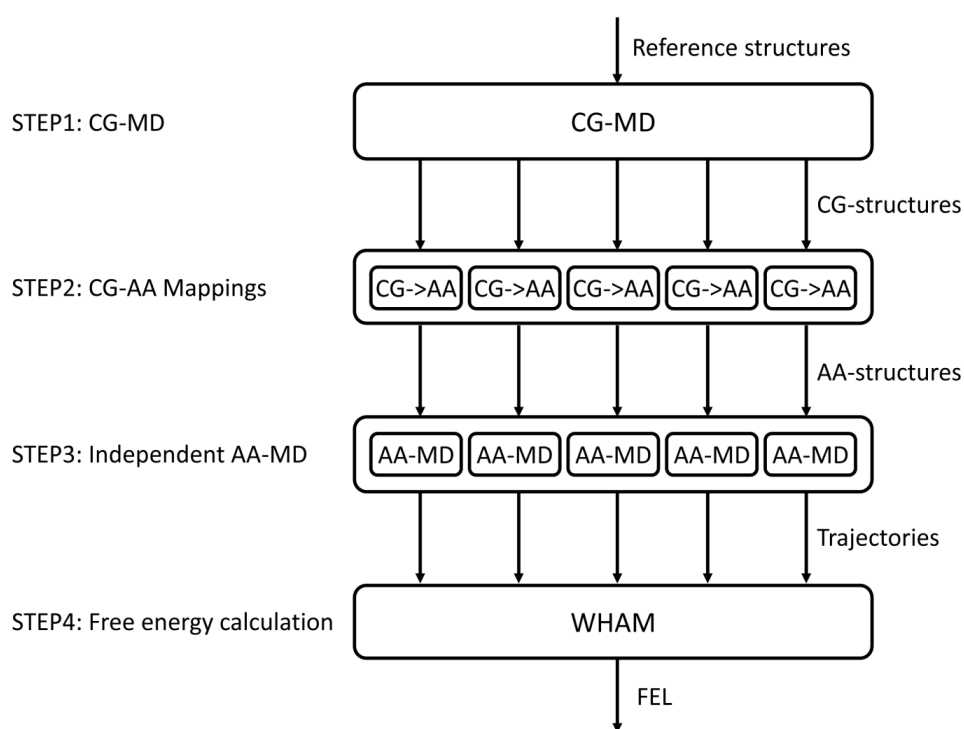 Reference structures
STEP1: CG-MD
CG-MD
CG-structures
STEP2: CG-AA Mappings
CG->AA CG->AA CG->AA CG->AA CG->AA
AA-structures
STEP3: Independent AA-MD
AA-MD AA-MD AA-MD AA-MD AA-MD
Trajectories
STEP4: Free energy calculation
WHAM
FEL